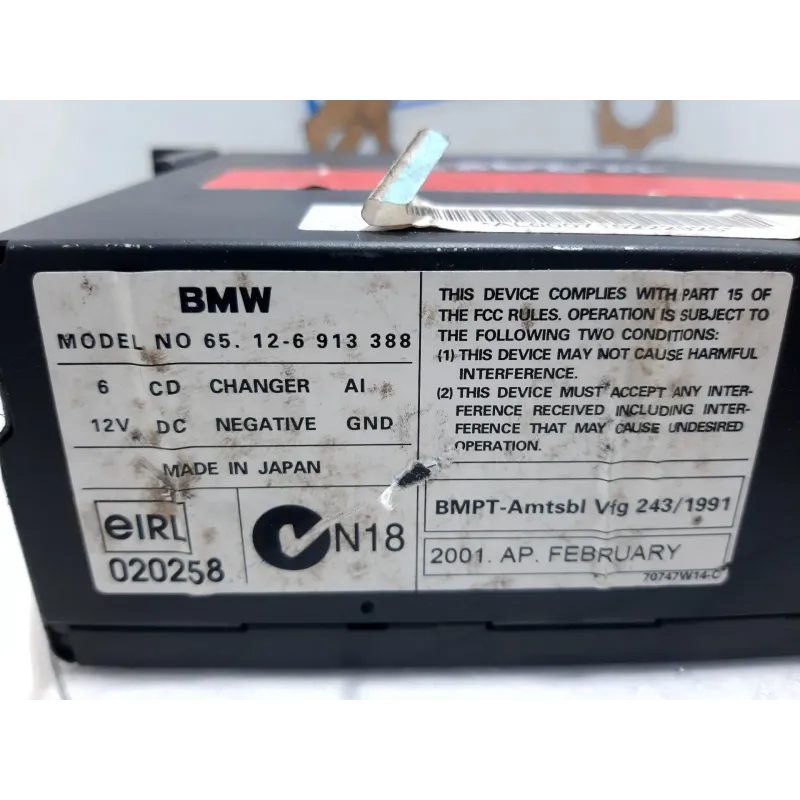 BMW
MODEL NO 65. 12-6 913 388
6 CD CHANGER AI
12V DC NEGATIVE GND
MADE IN JAPAN
eIRL
020258
N18
THIS DEVICE COMPLIES WITH PART 15 OF
THE FCC RULES. OPERATION IS SUBJECT TO
THE FOLLOWING TWO CONDITIONS:
(1) THIS DEVICE MAY NOT CAUSE HARMFUL
INTERFERENCE.
(2) THIS DEVICE MUST ACCEPT ANY INTER-
FERENCE RECEIVED INCLUDING INTER-
FERENCE THAT MAY CAUSE UNDESIRED
OPERATION.
BMPT-Amtsbl Vfg 243/1991
2001. AP. FEBRUARY
70747W14-C